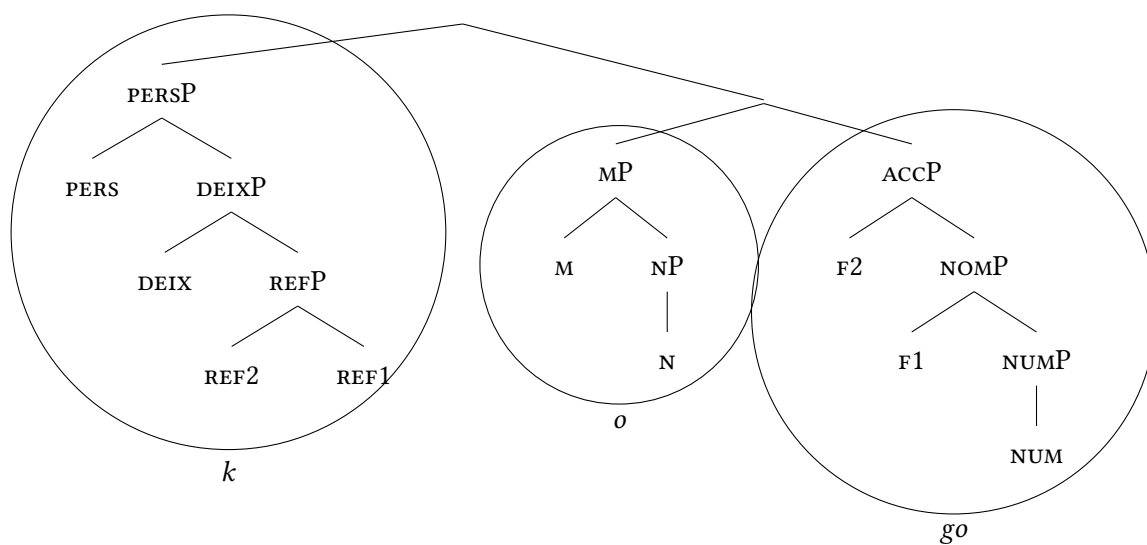 PERSP
MP ACCP
PERS DEIXP
M NP F2 NOMP
DEIX REFP
REF2 REF1 N F1 NUMP
o
NUM
k
go